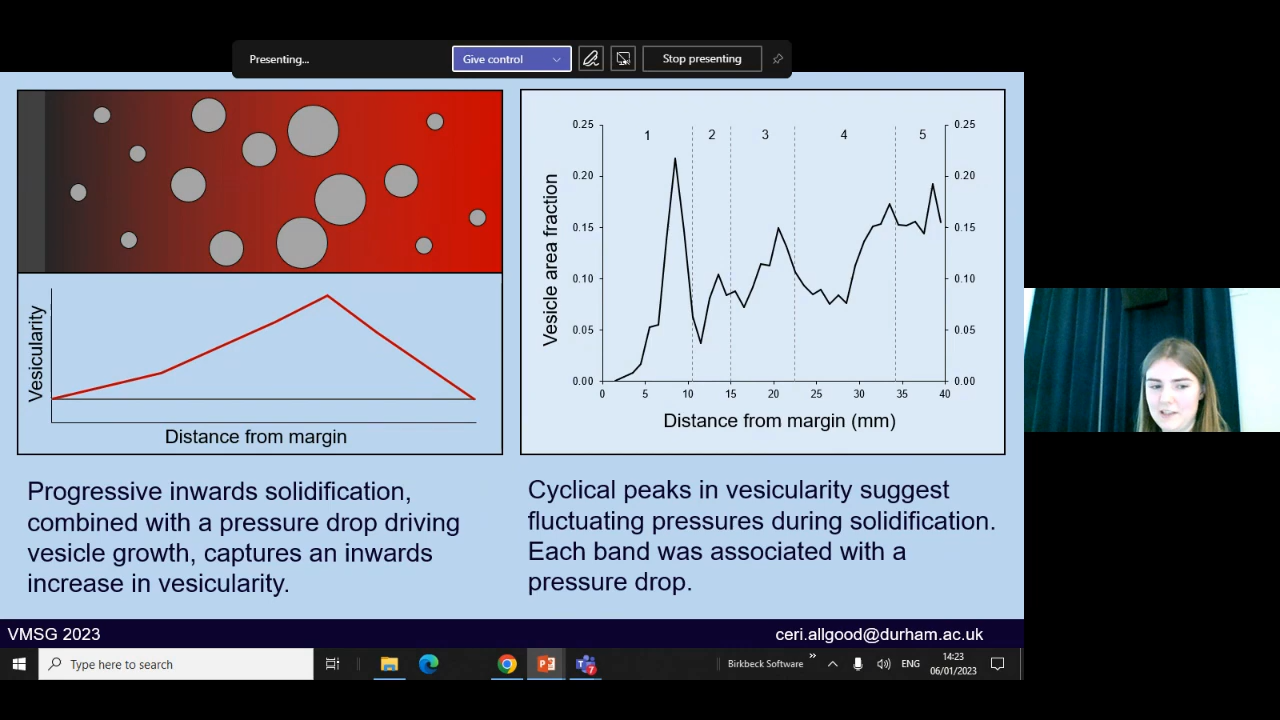 Presenting...
Give control
Stop presenting
Vesicularity
Distance from margin
0.25
0.20
0.15
0.10
0.05
0.00
1 2 3 4 5
0.25
0.20
0.15
0.10
0.05
0.00
0 5 10 15 20 25 30 35 40
Vesicle area fraction
Distance from margin (mm)
Progressive inwards solidification,
combined with a pressure drop driving
vesicle growth, captures an inwards
increase in vesicularity.
Cyclical peaks in vesicularity suggest
fluctuating pressures during solidification.
Each band was associated with a
pressure drop.
VMSG 2023
ceri.allgood@durham.ac.uk
Type here to search
7
Birkbeck Software
ENG
14:23
06/01/2023